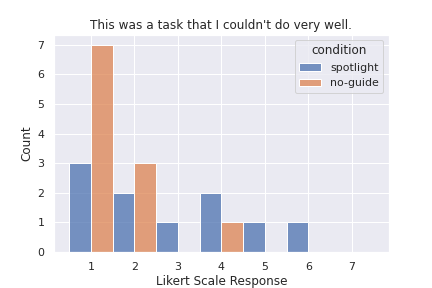 This was a task that I couldn't do very well.
condition
spotlight
no-guide
7
6
5
4
3
2
1
0
Count
1 2 3 4 5 6 7
Likert Scale Response